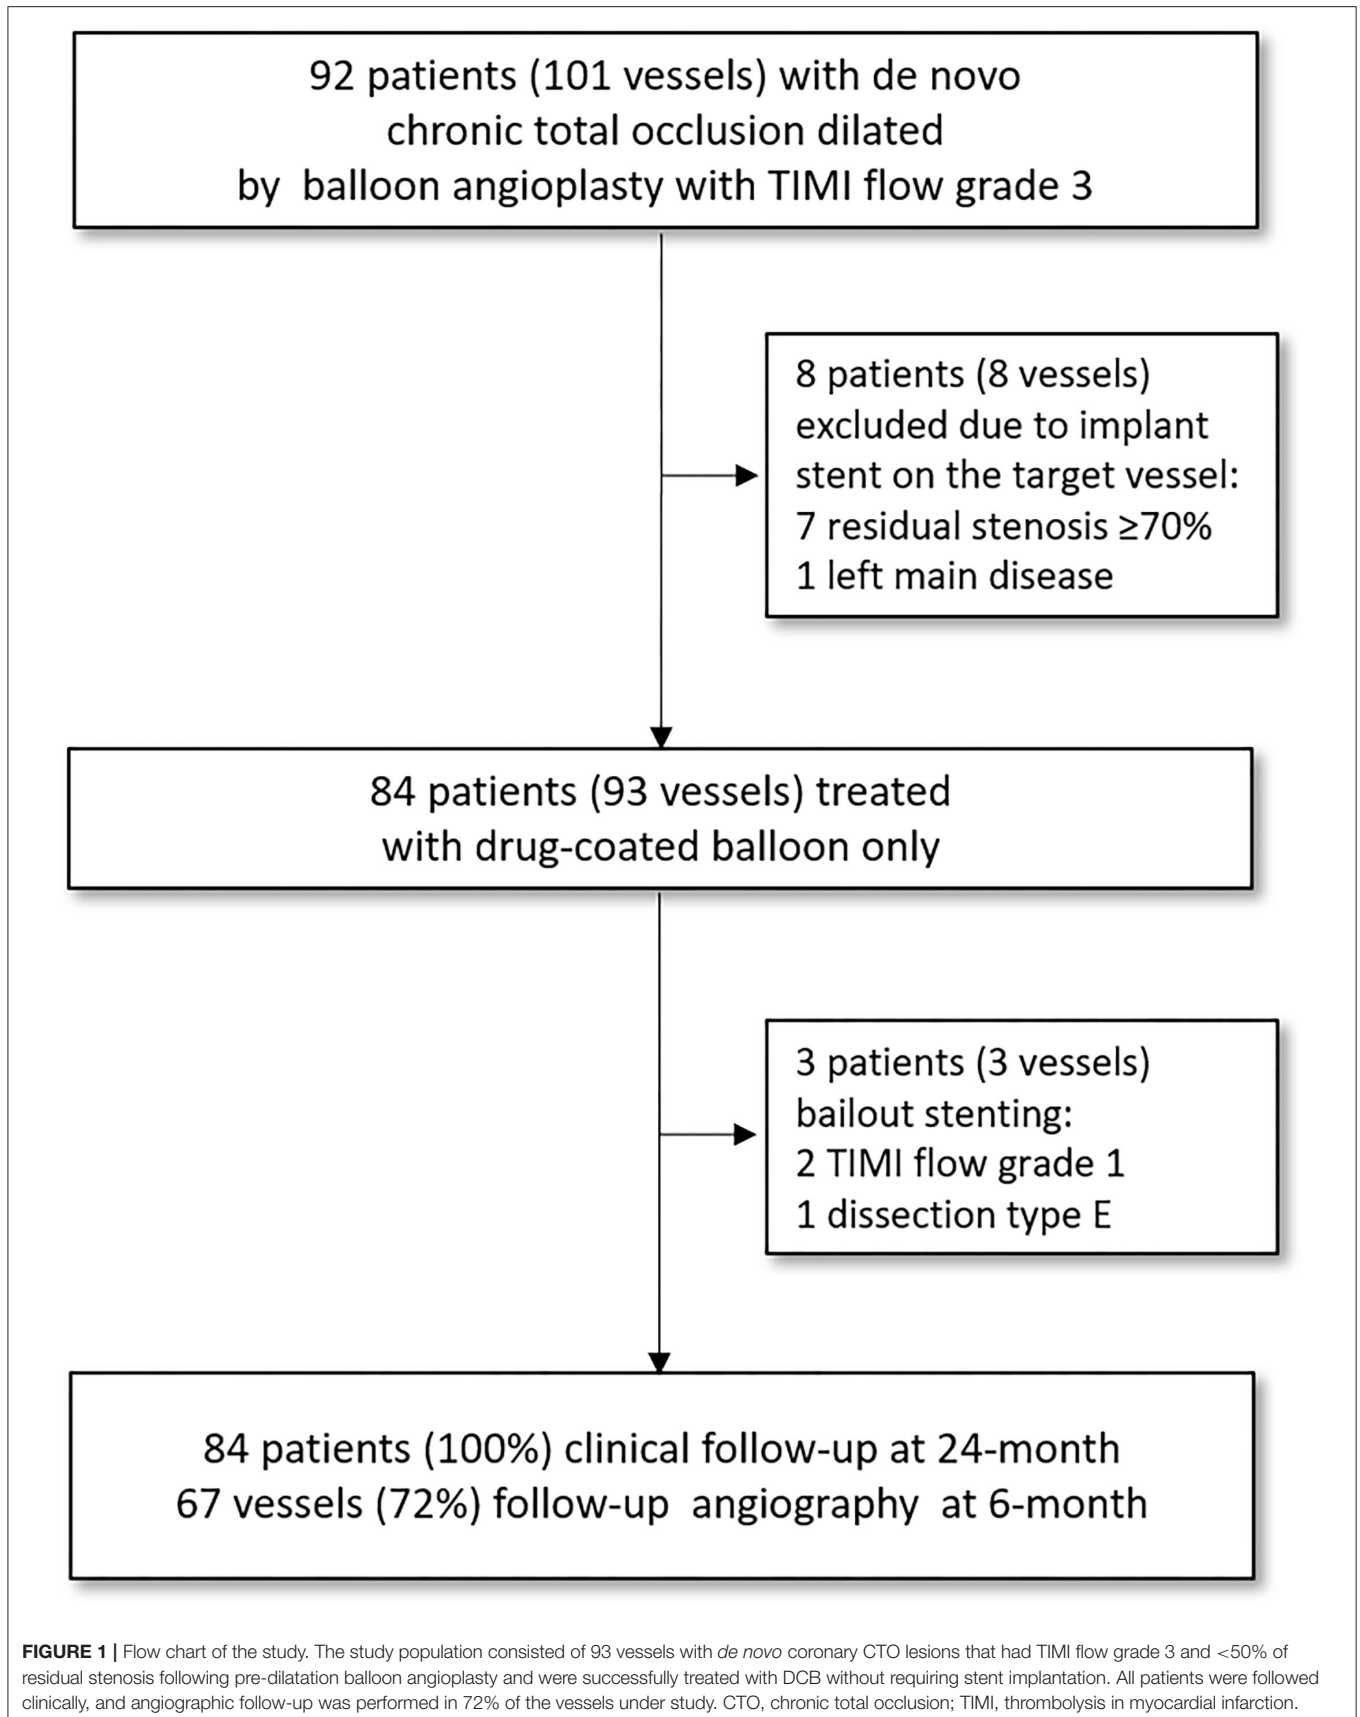 92 patients (101 vessels) with de novo
chronic total occlusion dilated
by balloon angioplasty with TIMI flow grade 3
8 patients (8 vessels)
excluded due to implant
stent on the target vessel:
7 residual stenosis ≥70%
1 left main disease
84 patients (93 vessels) treated
with drug-coated balloon only
3 patients (3 vessels)
bailout stenting:
2 TIMI flow grade 1
1 dissection type E
84 patients (100%) clinical follow-up at 24-month
67 vessels (72%) follow-up angiography at 6-month
FIGURE 1 | Flow chart of the study. The study population consisted of 93 vessels with de novo coronary CTO lesions that had TIMI flow grade 3 and <50% of
residual stenosis following pre-dilatation balloon angioplasty and were successfully treated with DCB without requiring stent implantation. All patients were followed
clinically, and angiographic follow-up was performed in 72% of the vessels under study. CTO, chronic total occlusion; TIMI, thrombolysis in myocardial infarction.